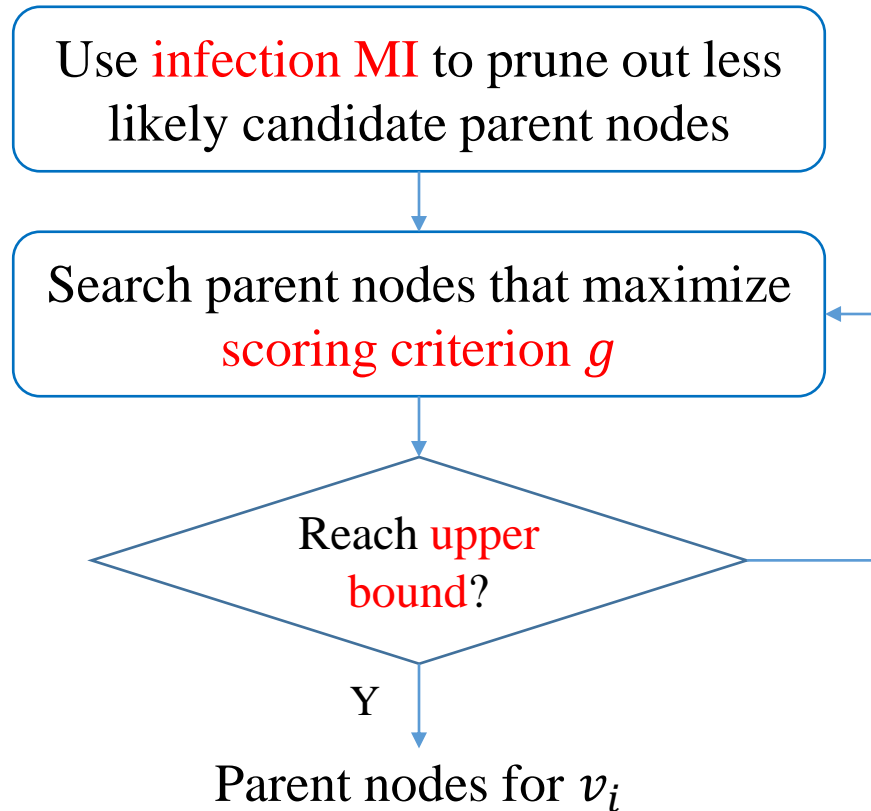 Use infection MI to prune out less
likely candidate parent nodes
Search parent nodes that maximize
scoring criterion g
Reach upper
bound?
Y
Parent nodes for vᵢ